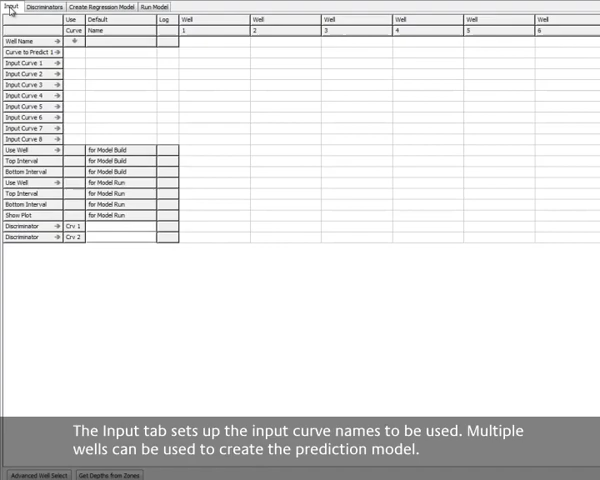 Input Discriminators Create Regression Model Run Model
Use Default Log Well Well Well Well Well Well
Curve Name 1 2 3 4 5 6
Well Name
Curve to Predict 1
Input Curve 1
Input Curve 2
Input Curve 3
Input Curve 4
Input Curve 5
Input Curve 6
Input Curve 7
Input Curve 8
Use Well for Model Build
Top Interval for Model Build
Bottom Interval for Model Build
Use Well for Model Run
Top Interval for Model Run
Bottom Interval for Model Run
Show Plot for Model Run
Discriminator Crv 1
Discriminator Crv 2
The Input tab sets up the input curve names to be used. Multiple
wells can be used to create the prediction model.
Advanced Well Select Get Depths from Zones